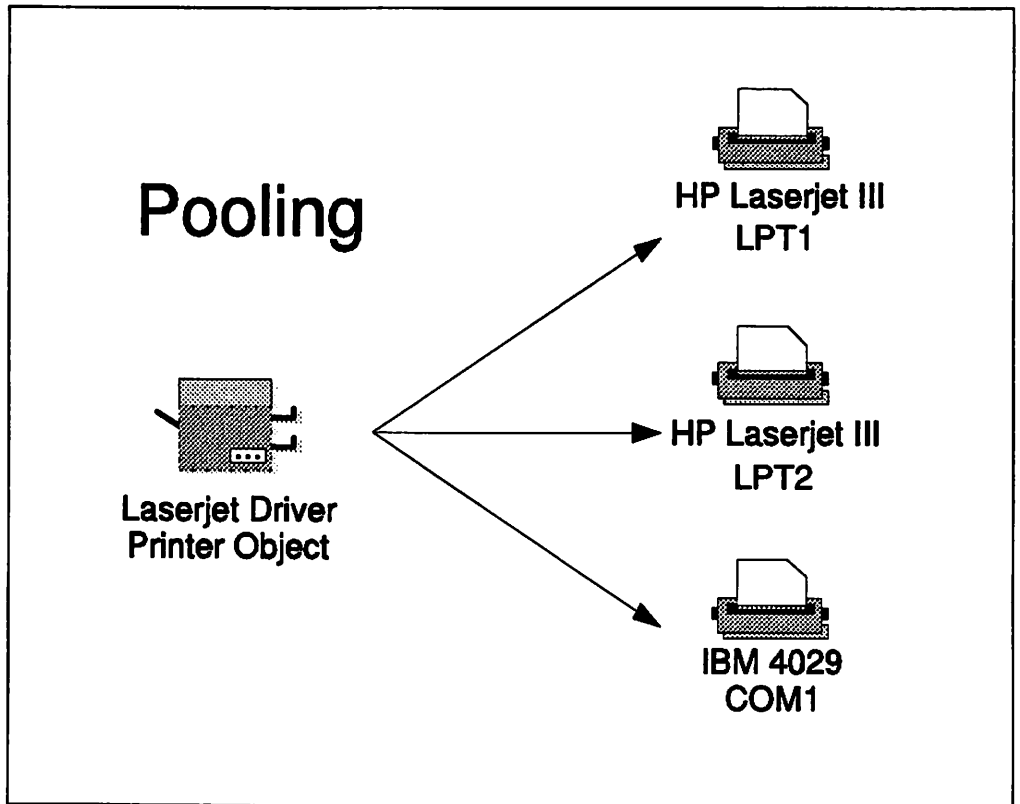 Pooling
HP Laserjet III
LPT1
HP Laserjet III
LPT2
Laserjet Driver
Printer Object
IBM 4029
COM1